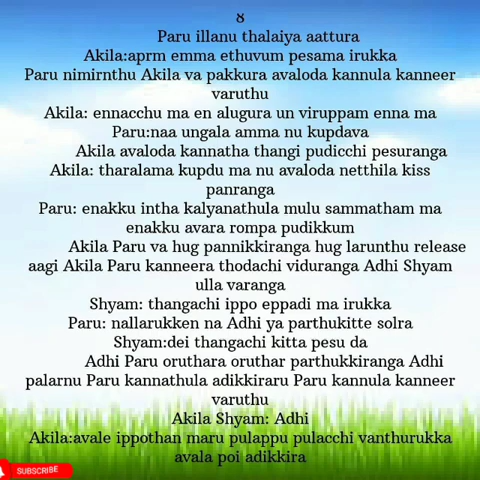 Paru illanu thalaiya aattura
Akila:aprm emma ethuvum pesama irukka
Paru nimirnthu Akila va pakkura avaloda kannula kanneer
varuthu
Akila: ennacchu ma en alugura un viruppam enna ma
Paru:naa ungala amma nu kupdava
Akila avaloda kannatha thangi pudicchi pesuranga
Akila: tharalama kupdu ma nu avaloda netthila kiss
panranga
Paru: enakku intha kalyanathula mulu sammatham ma
enakku avara rompa pudikkum
Akila Paru va hug pannikkiranga hug larunthu release
aagi Akila Paru kanneera thodachi viduranga Adhi Shyam
ulla varanga
Shyam: thangachi ippo eppadi ma irukka
Paru: nallarukken na Adhi ya parthukitte solra
Shyam:dei thangachi kitta pesu da
Adhi Paru oruthara oruthar parthukkiranga Adhi
palarnu Paru kannathula adikkiraru Paru kannula kanneer
varuthu
Akila Shyam: Adhi
Akila:avale ippothan maru pulappu pulacchi vanthurukka
avala poi adikkira
SUBSCRIBE